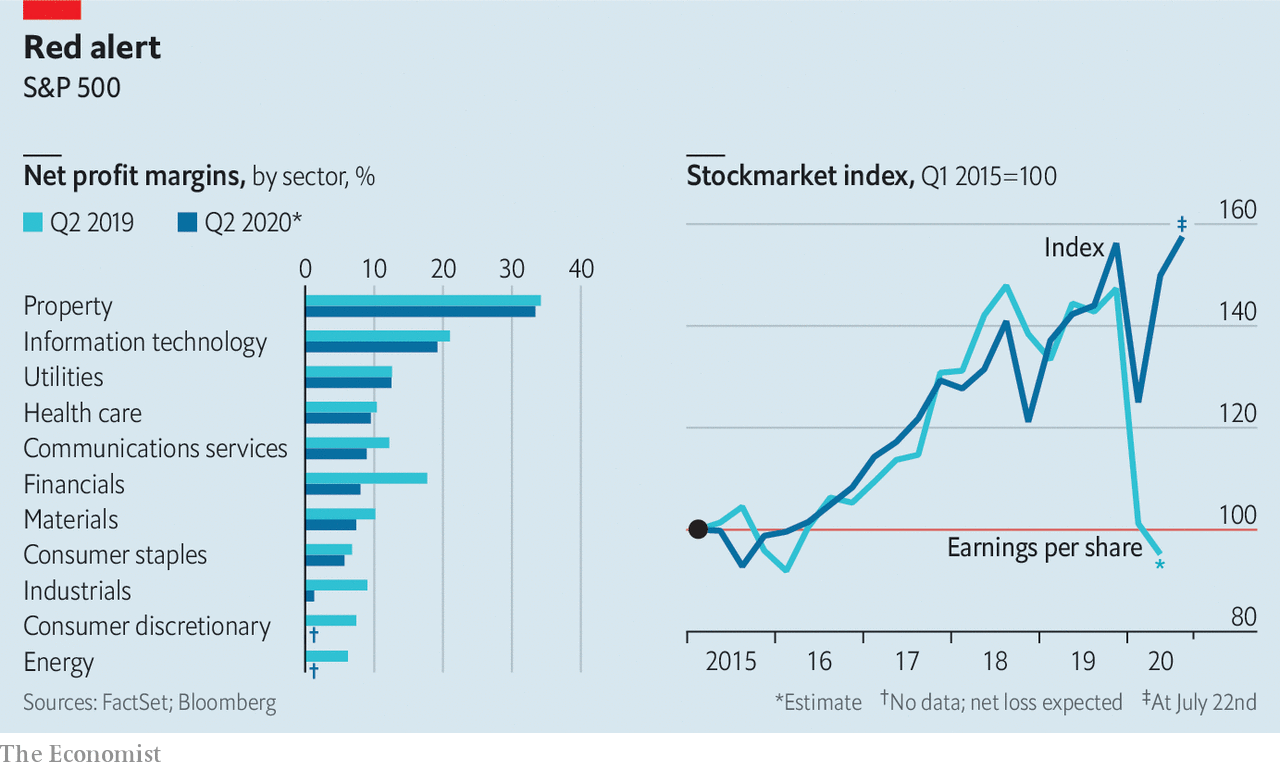 Red alert
S&P 500
Net profit margins, by sector, %
Q2 2019 Q2 2020*
0 10 20 30 40
Property
Information technology
Utilities
Health care
Communications services
Financials
Materials
Consumer staples
Industrials
Consumer discretionary †
Energy †
Sources: FactSet; Bloomberg
Stockmarket index, Q1 2015=100
160
‡
Index
140
120
100
Earnings per share
*
80
2015 16 17 18 19 20
*Estimate †No data; net loss expected ‡At July 22nd
The Economist